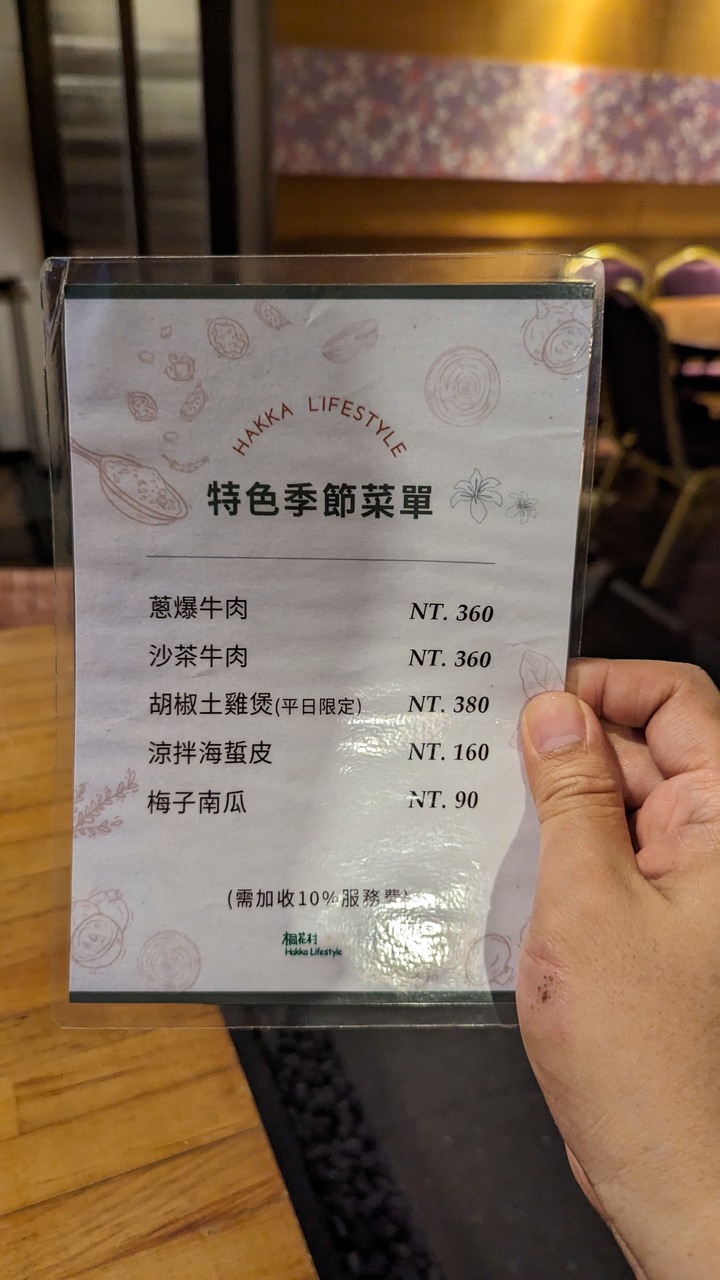 HAKKA LIFESTYLE
特色季節菜單
蔥爆牛肉 NT. 360
沙茶牛肉 NT. 360
胡椒土雞煲(平日限定) NT. 380
涼拌海蜇皮 NT. 160
梅子南瓜 NT. 90
(需加收10%服務費)
桐花村
Hakka Lifestyle